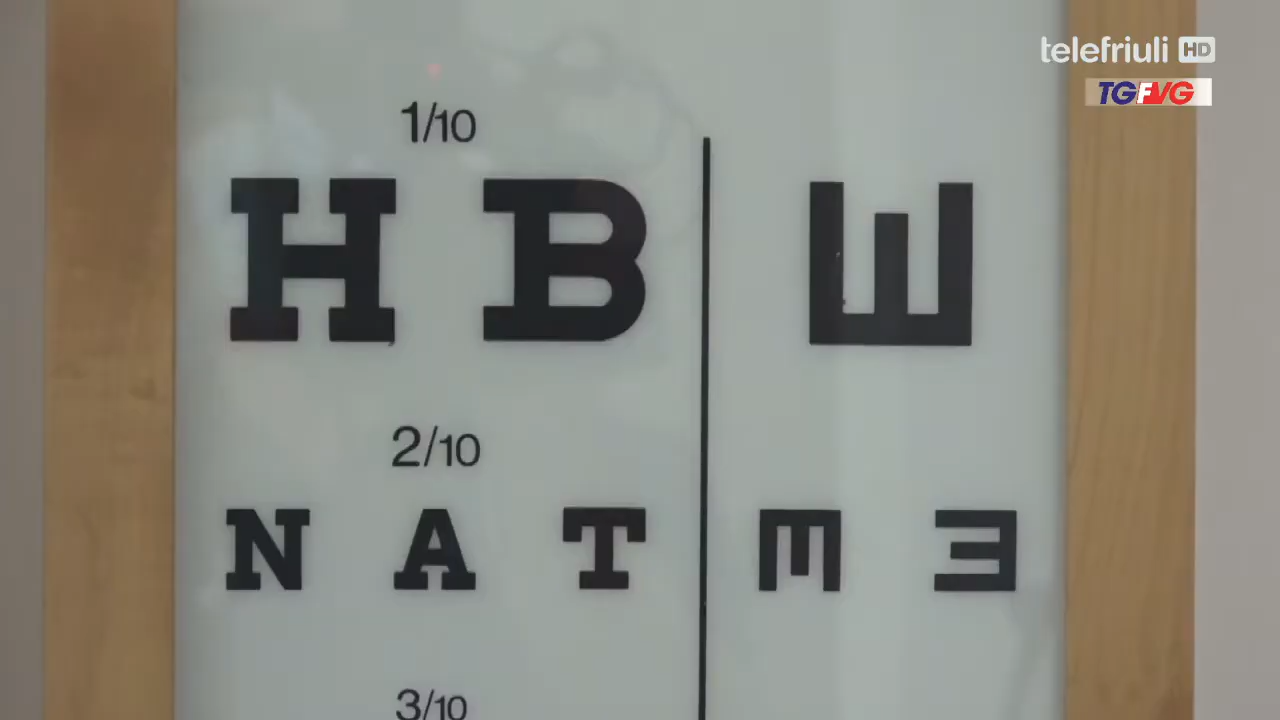 telefriuli HD
TGFVG
1/10
H B E
2/10
N A T E E
3/10